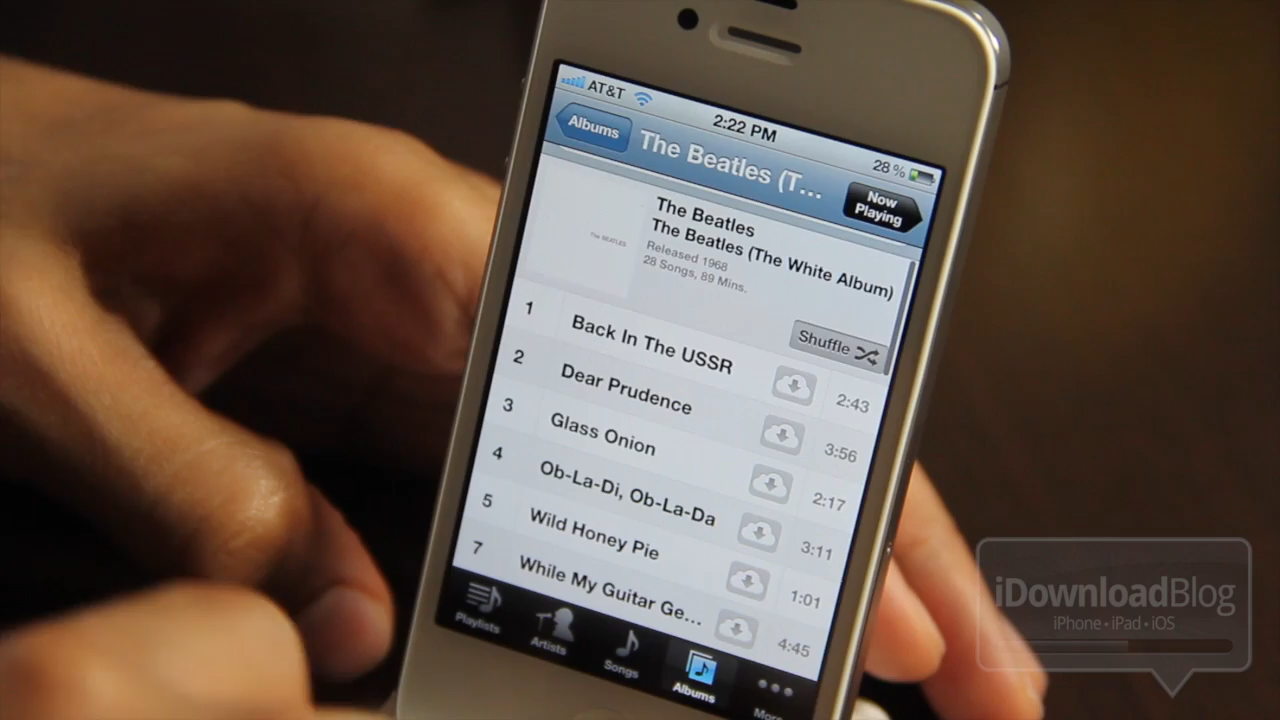 AT&T
2:22 PM
28 %
Albums
The Beatles (T...
Now
Playing
The BEATLES
The Beatles
The Beatles (The White Album)
Released 1968
28 Songs, 89 Mins.
Shuffle
1 Back In The USSR 2:43
2 Dear Prudence 3:56
3 Glass Onion 2:17
4 Ob-La-Di, Ob-La-Da 3:11
5 Wild Honey Pie 1:01
7 While My Guitar Ge... 4:45
Playlists
Artists
Songs
Albums
More
iDownloadBlog
iPhone • iPad • iOS